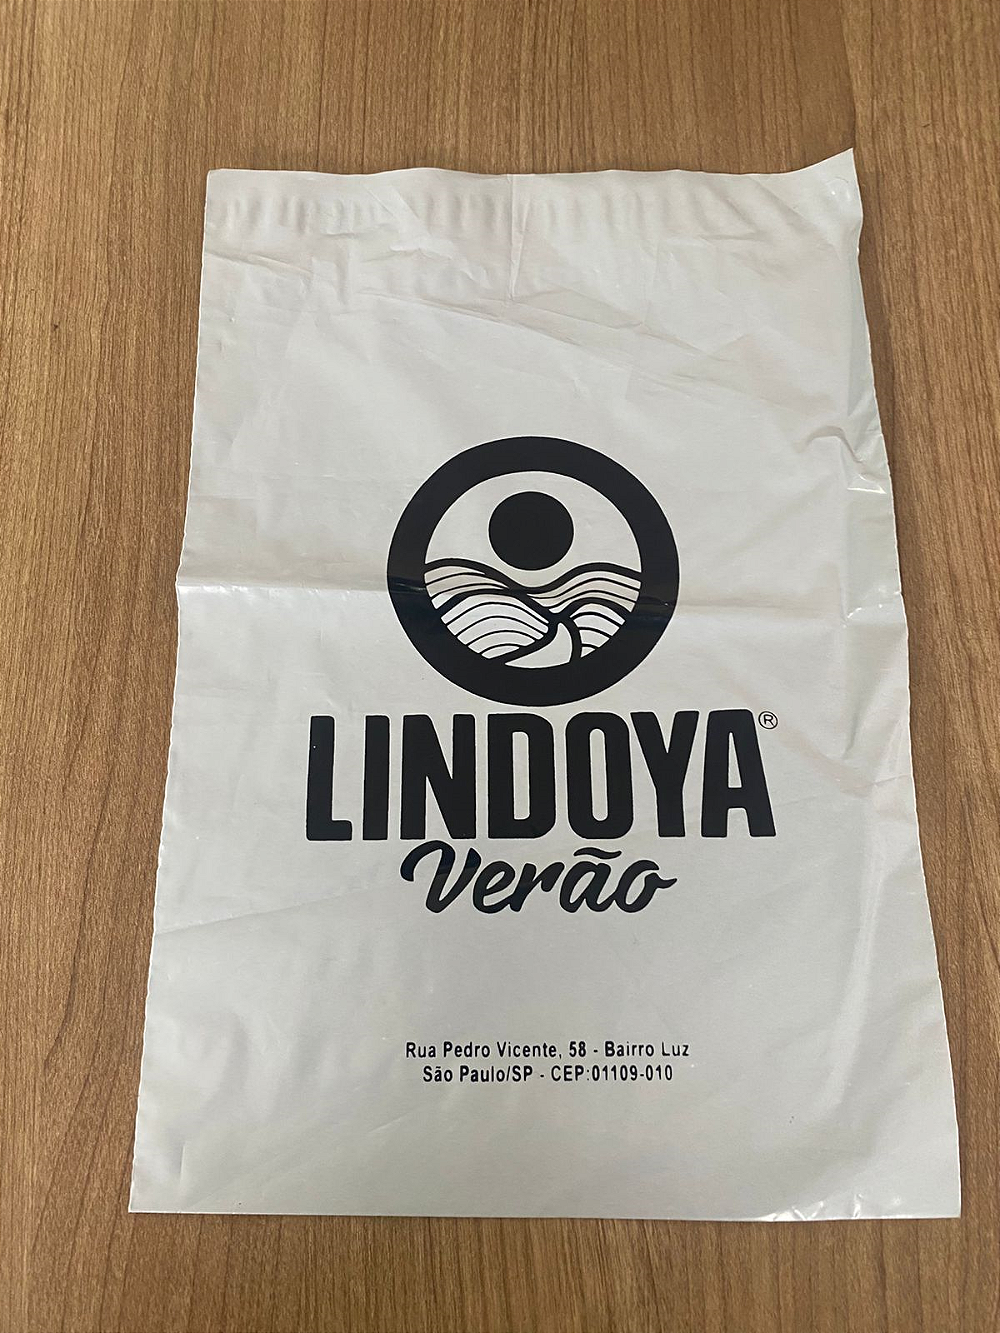 LINDOYA®
Verão
Rua Pedro Vicente, 58 - Bairro Luz
São Paulo/SP - CEP:01109-010